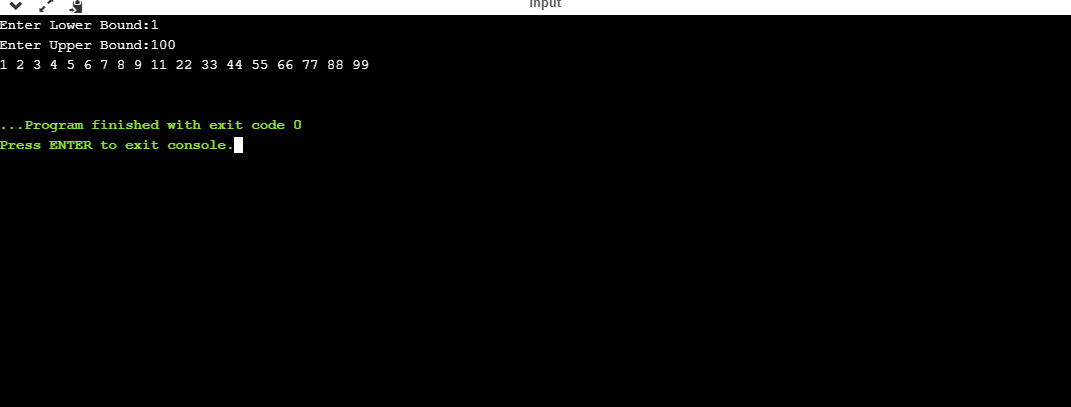 input
Enter Lower Bound:1
Enter Upper Bound:100
1 2 3 4 5 6 7 8 9 11 22 33 44 55 66 77 88 99
...Program finished with exit code 0
Press ENTER to exit console.